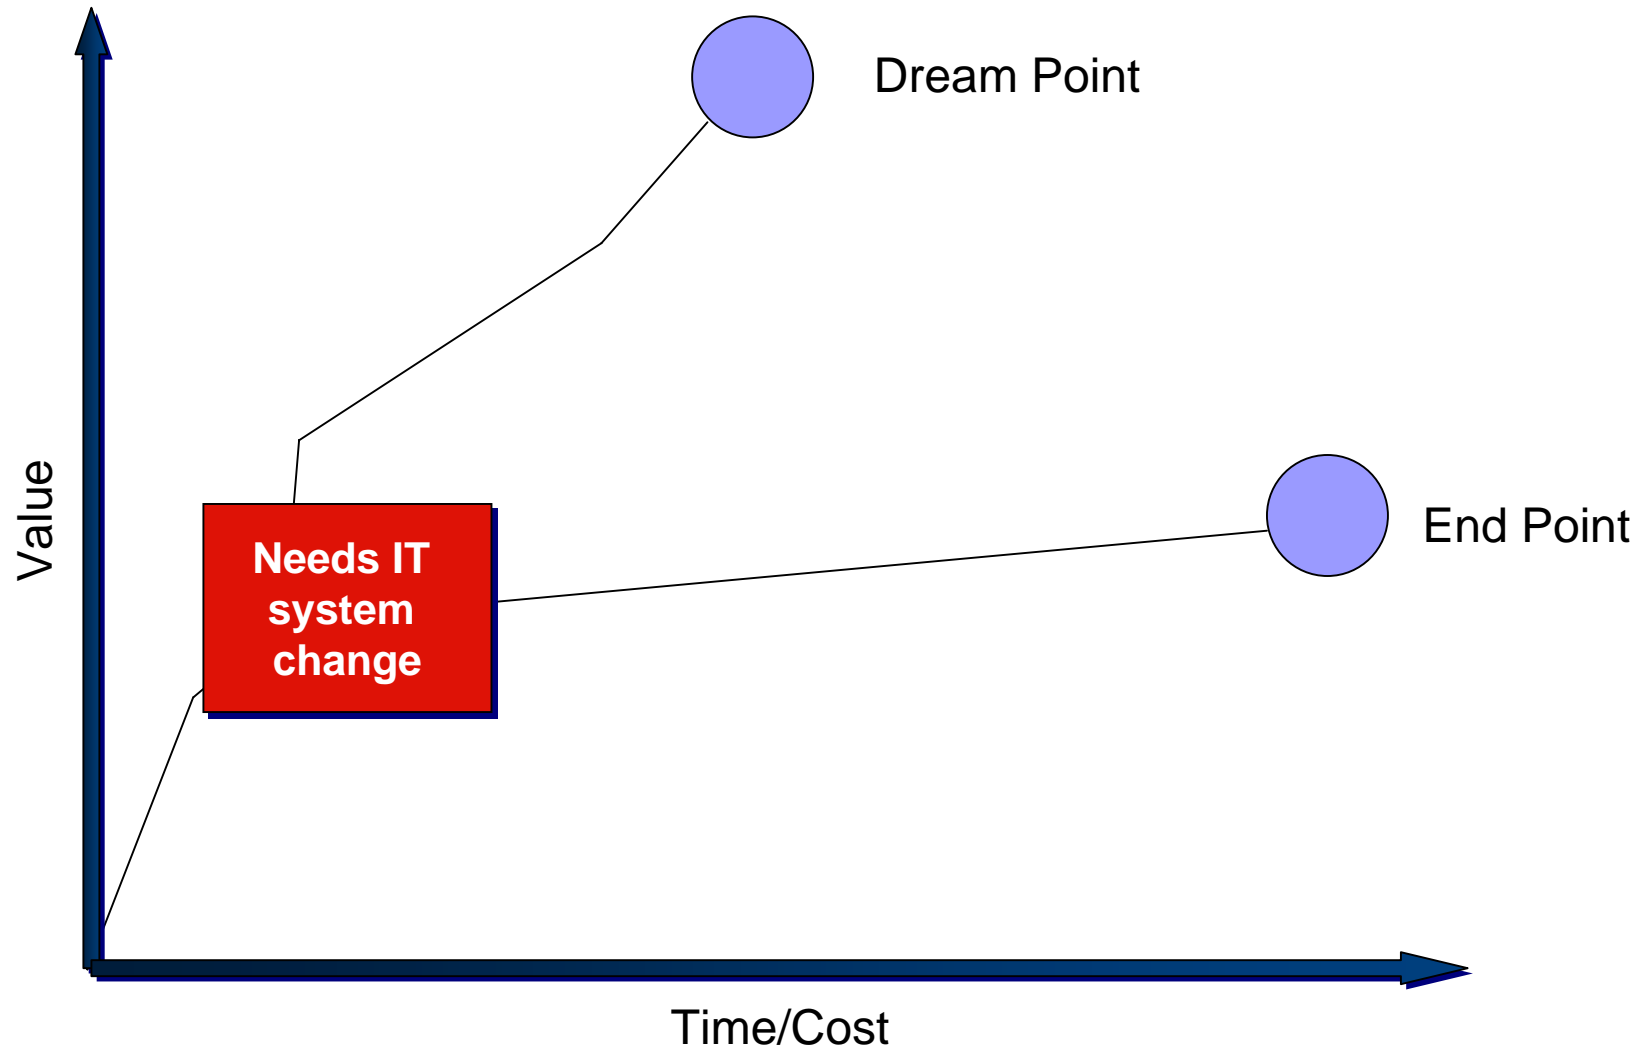 Dream Point
Value
Needs IT
system
change
End Point
Time/Cost